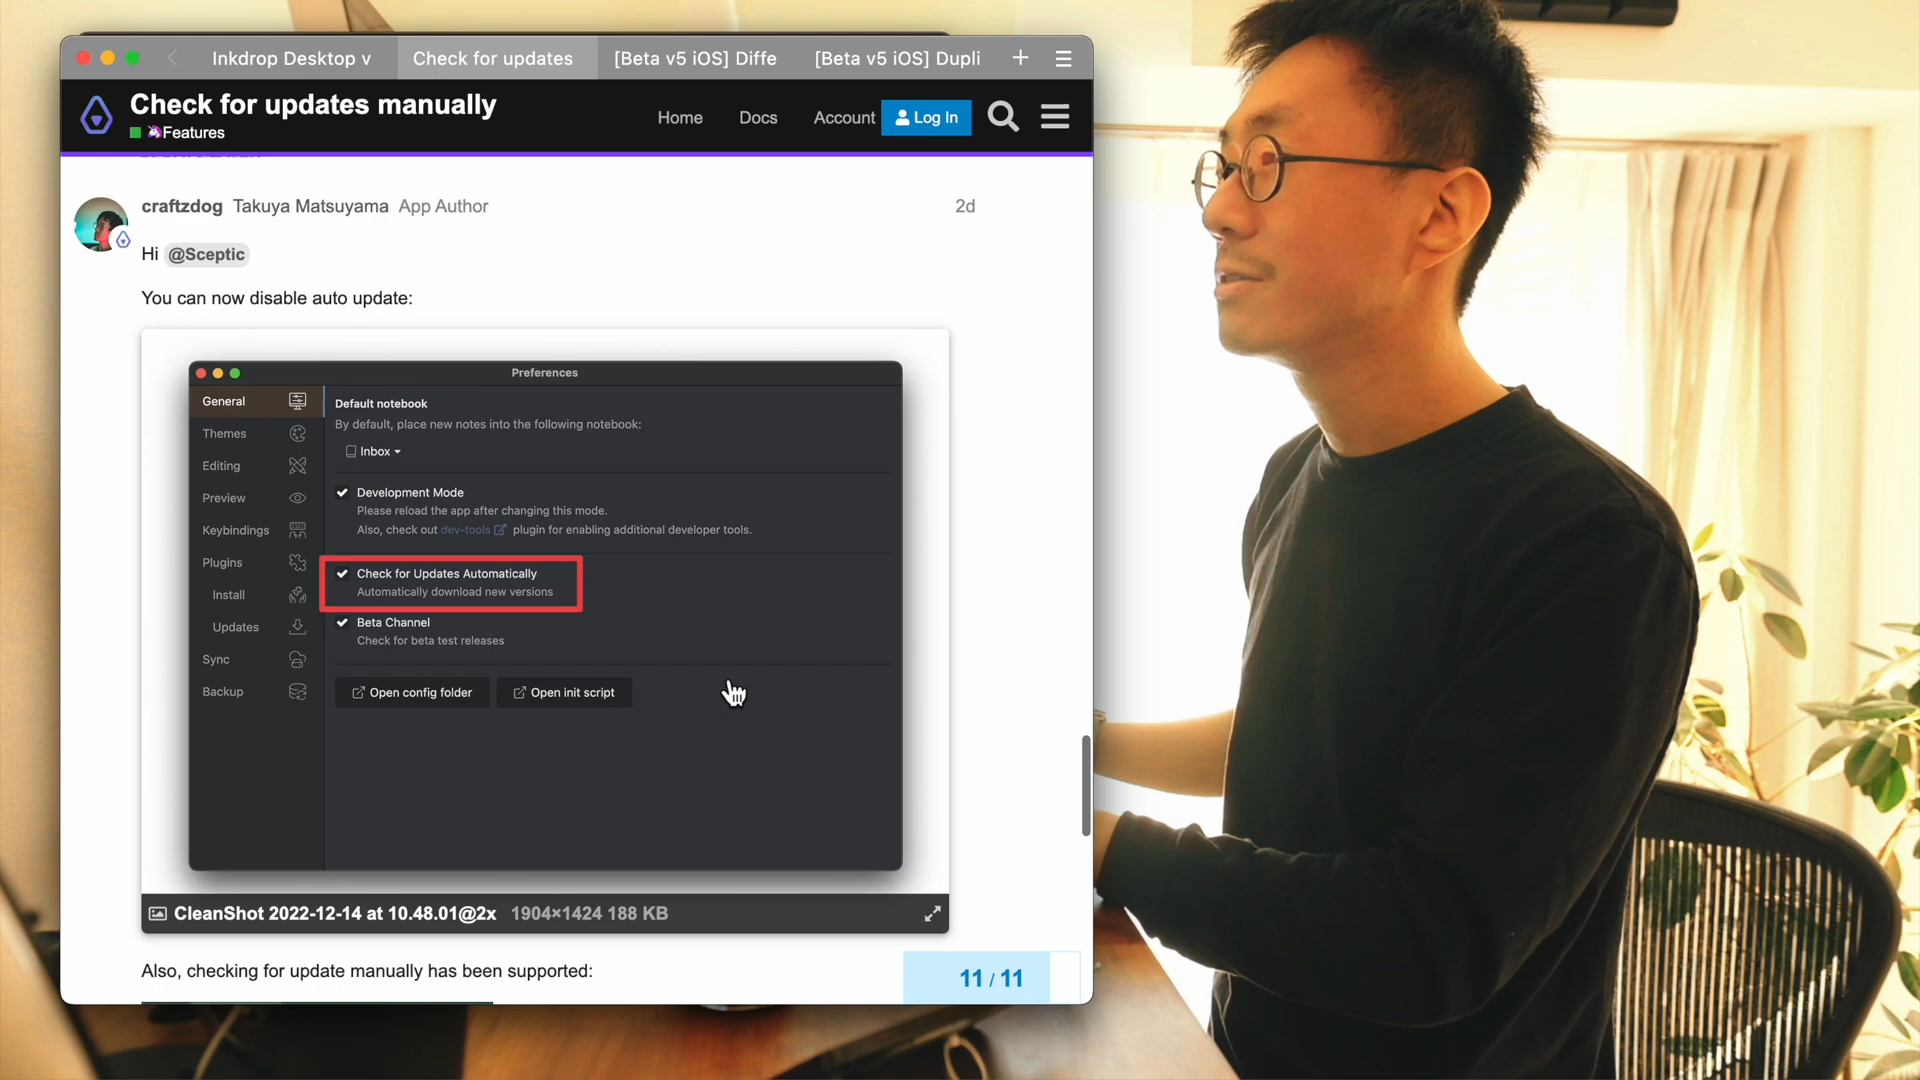 Inkdrop Desktop v
Check for updates
[Beta v5 iOS] Diffe
[Beta v5 iOS] Dupli
Check for updates manually
Features
Home
Docs
Account
Log In
craftzdog Takuya Matsuyama App Author
2d
Hi @Sceptic
You can now disable auto update:
Preferences
General
Themes
Editing
Preview
Keybindings
Plugins
Install
Updates
Sync
Backup
Default notebook
By default, place new notes into the following notebook:
Inbox
Development Mode
Please reload the app after changing this mode.
Also, check out dev-tools plugin for enabling additional developer tools.
Check for Updates Automatically
Automatically download new versions
Beta Channel
Check for beta test releases
Open config folder
Open init script
CleanShot 2022-12-14 at 10.48.01@2x 1904×1424 188 KB
Also, checking for update manually has been supported:
11 / 11